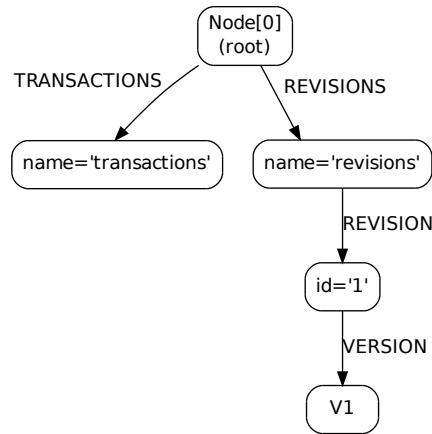 Node[0]
(root)
TRANSACTIONS
REVISIONS
name='transactions'
name='revisions'
REVISION
id='1'
VERSION
V1